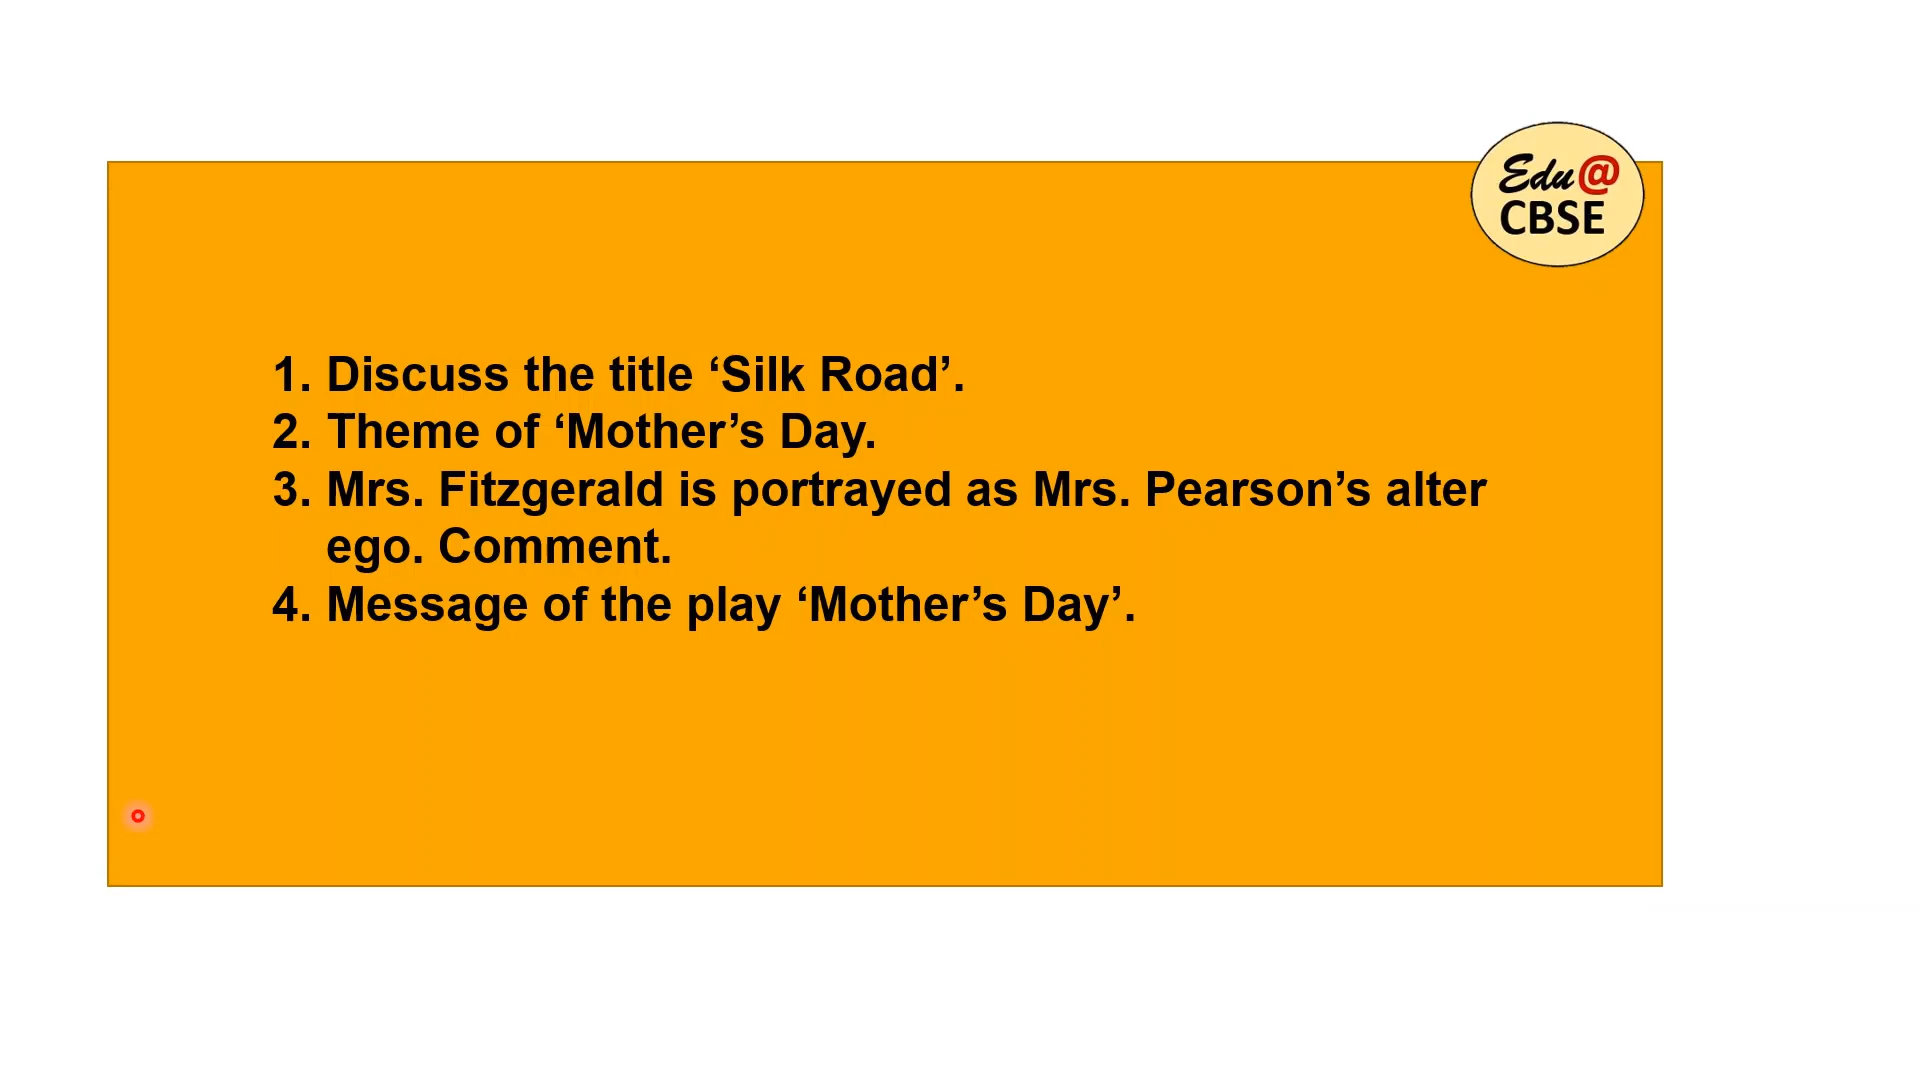 Edu@
CBSE
1. Discuss the title ‘Silk Road’.
2. Theme of ‘Mother’s Day.
3. Mrs. Fitzgerald is portrayed as Mrs. Pearson’s alter
ego. Comment.
4. Message of the play ‘Mother’s Day’.